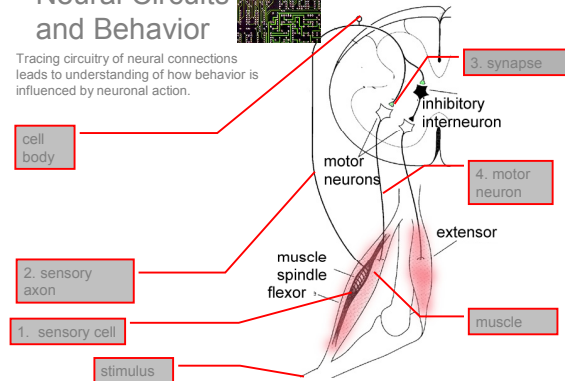 Neural Circuits
and Behavior
Tracing circuitry of neural connections
leads to understanding of how behavior is
influenced by neuronal action.
3. synapse
inhibitory
interneuron
cell
body
motor
neurons
4. motor
neuron
extensor
muscle
spindle
flexor
2. sensory
axon
1. sensory cell
muscle
stimulus